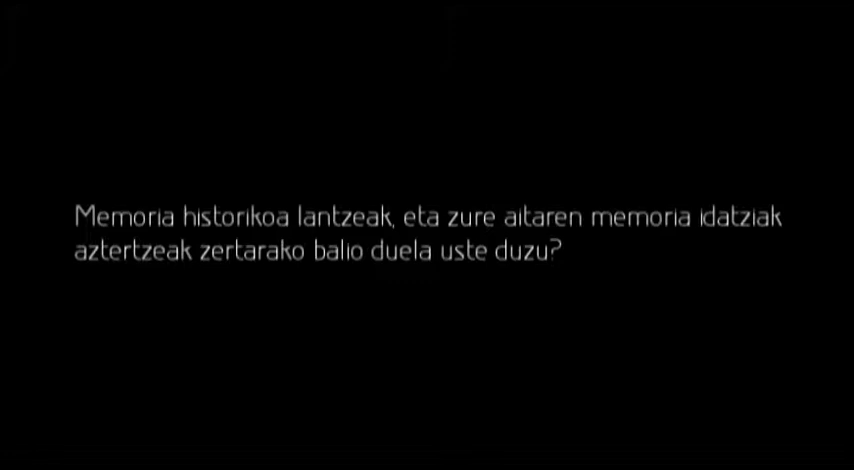 Memoria historikoa lantzeak, eta zure aitaren memoria idatziak
aztertzeak zertarako balio duela uste duzu?